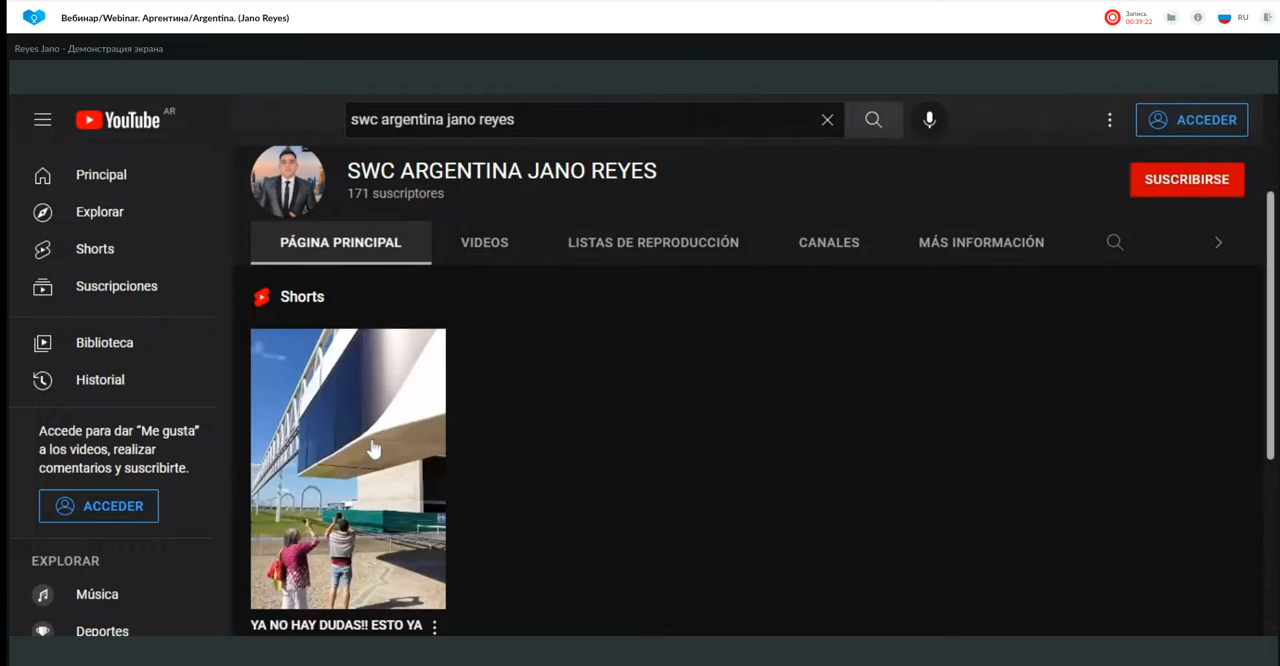 Вебинар/Webinar. Аргентина/Argentina. (Jano Reyes)
Запись
00:39:22
RU
Reyes Jano - Демонстрация экрана
YouTube AR
swc argentina jano reyes
ACCEDER
Principal
Explorar
Shorts
Suscripciones
Biblioteca
Historial
Accede para dar “Me gusta”
a los videos, realizar
comentarios y suscribirte.
ACCEDER
EXPLORAR
Música
Deportes
SWC ARGENTINA JANO REYES
171 suscriptores
SUSCRIBIRSE
PÁGINA PRINCIPAL
VIDEOS
LISTAS DE REPRODUCCIÓN
CANALES
MÁS INFORMACIÓN
Shorts
YA NO HAY DUDAS!! ESTO YA